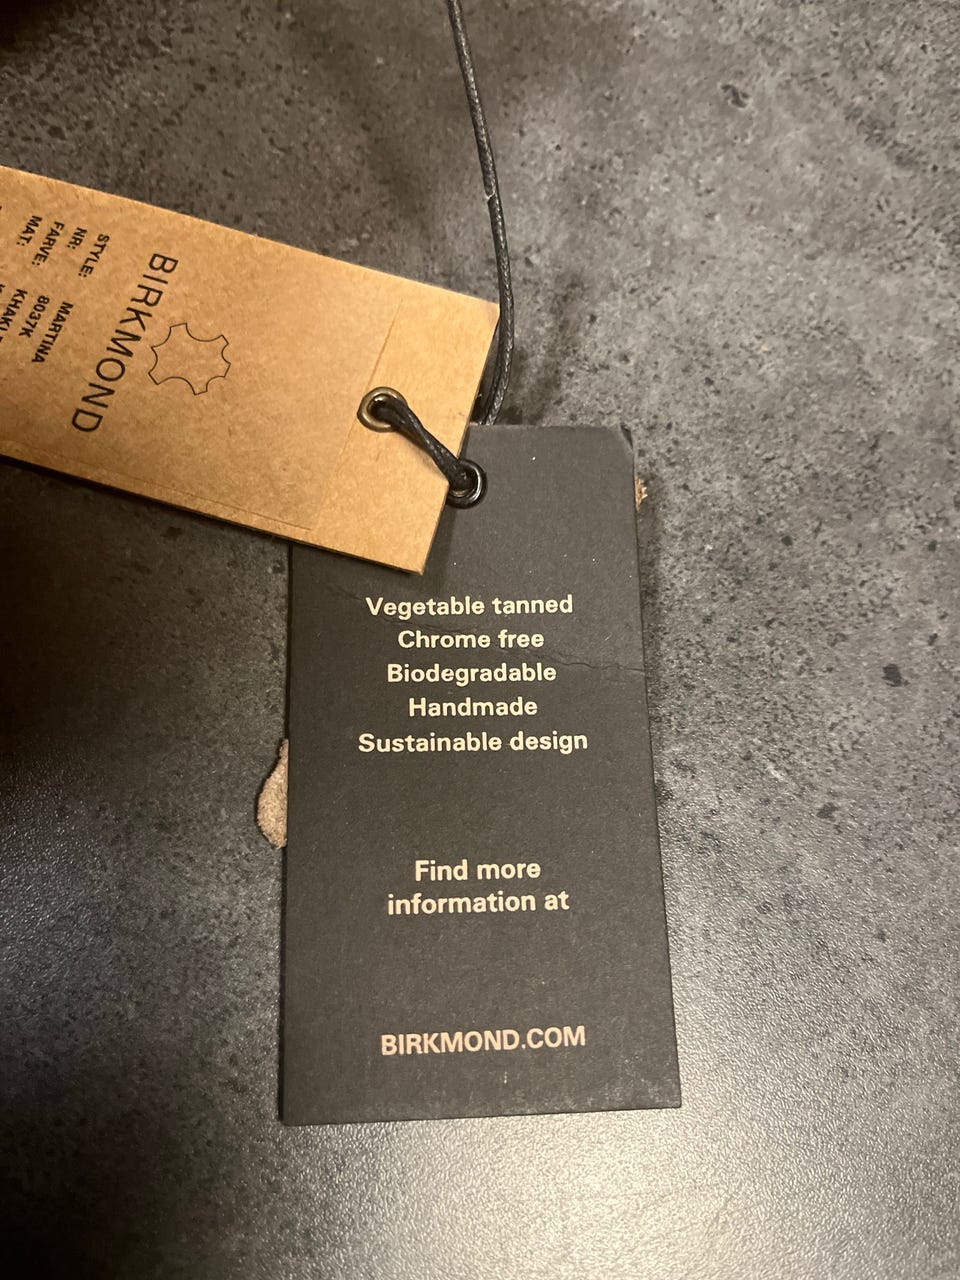 BIRKMOND
STYLE: MARTINA
NR: 8037K
FARVE: KHAKI
MAT:
Vegetable tanned
Chrome free
Biodegradable
Handmade
Sustainable design
Find more
information at
BIRKMOND.COM